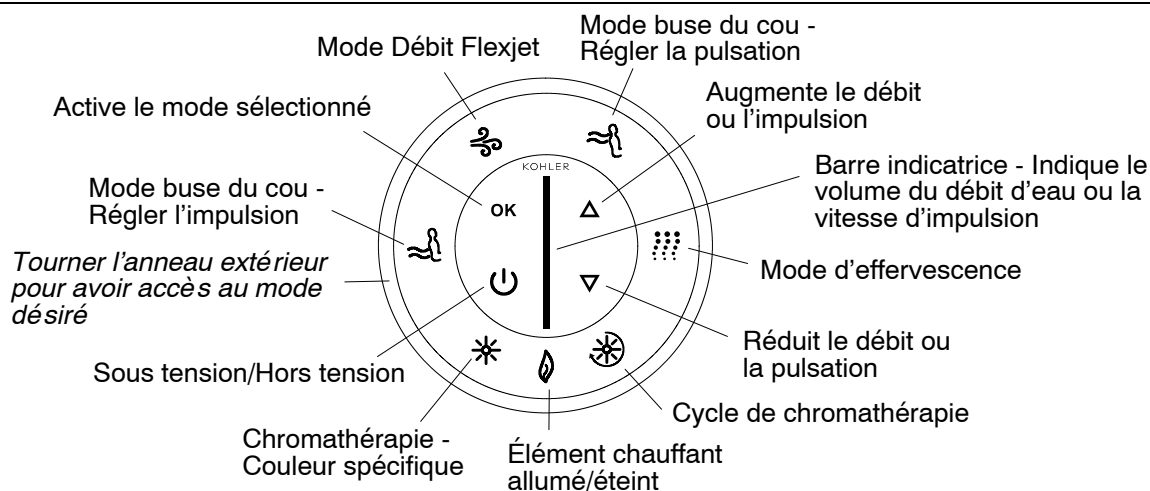 Mode buse du cou -
Régler la pulsation
Mode Débit Flexjet
Augmente le débit
ou l'impulsion
Active le mode sélectionné
KOHLER
Barre indicatrice - Indique le
volume du débit d'eau ou la
vitesse d'impulsion
Mode buse du cou -
Régler l'impulsion
OK
Tourner l'anneau extérieur
pour avoir accès au mode
désiré
Mode d'effervescence
Réduit le débit ou
la pulsation
Sous tension/Hors tension
Cycle de chromathérapie
Chromathérapie -
Couleur spécifique
Élément chauffant
allumé/éteint